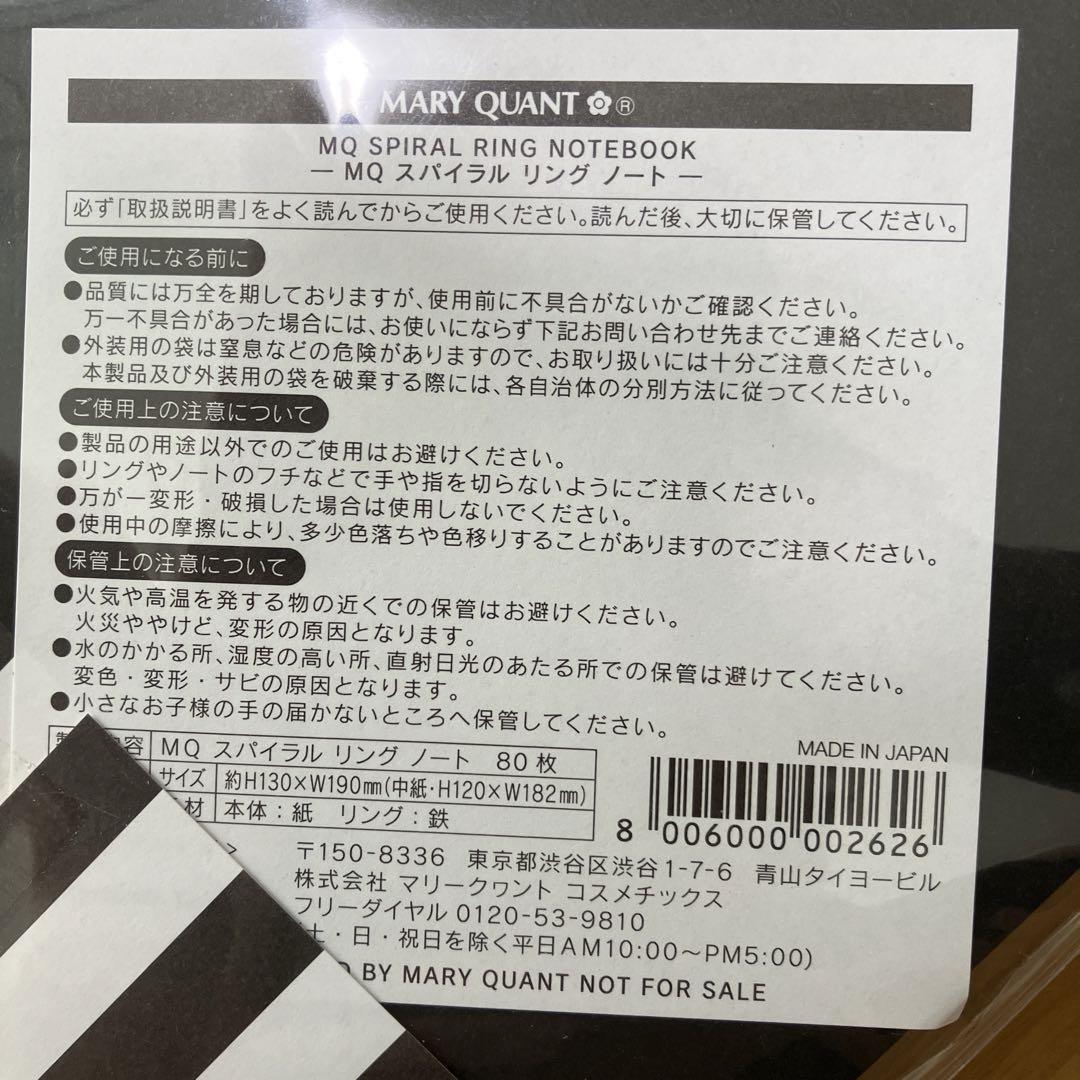 MARY QUANT ®
MQ SPIRAL RING NOTEBOOK
— MQ スパイラル リング ノート —
必ず「取扱説明書」をよく読んでからご使用ください。読んだ後、大切に保管してください。
ご使用になる前に
●品質には万全を期しておりますが、使用前に不具合がないかご確認ください。
万一不具合があった場合には、お使いにならず下記お問い合わせ先までご連絡ください。
●外装用の袋は窒息などの危険がありますので、お取り扱いには十分ご注意ください。
本製品及び外装用の袋を破棄する際には、各自治体の分別方法に従ってください。
ご使用上の注意について
●製品の用途以外でのご使用はお避けください。
●リングやノートのフチなどで手や指を切らないようにご注意ください。
●万が一変形・破損した場合は使用しないでください。
●使用中の摩擦により、多少色落ちや色移りすることがありますのでご注意ください。
保管上の注意について
●火気や高温を発する物の近くでの保管はお避けください。
火災ややけど、変形の原因となります。
●水のかかる所、湿度の高い所、直射日光のあたる所での保管は避けてください。
変色・変形・サビの原因となります。
●小さなお子様の手の届かないところへ保管してください。
容 MQ スパイラル リング ノート 80枚
サイズ 約H130×W190㎜(中紙・H120×W182㎜)
材 本体：紙 リング：鉄
MADE IN JAPAN
8 006000 002626
〒150-8336 東京都渋谷区渋谷1-7-6 青山タイヨービル
株式会社 マリークヮント コスメチックス
フリーダイヤル 0120-53-9810
土・日・祝日を除く平日AM10:00～PM5:00)
BY MARY QUANT NOT FOR SALE